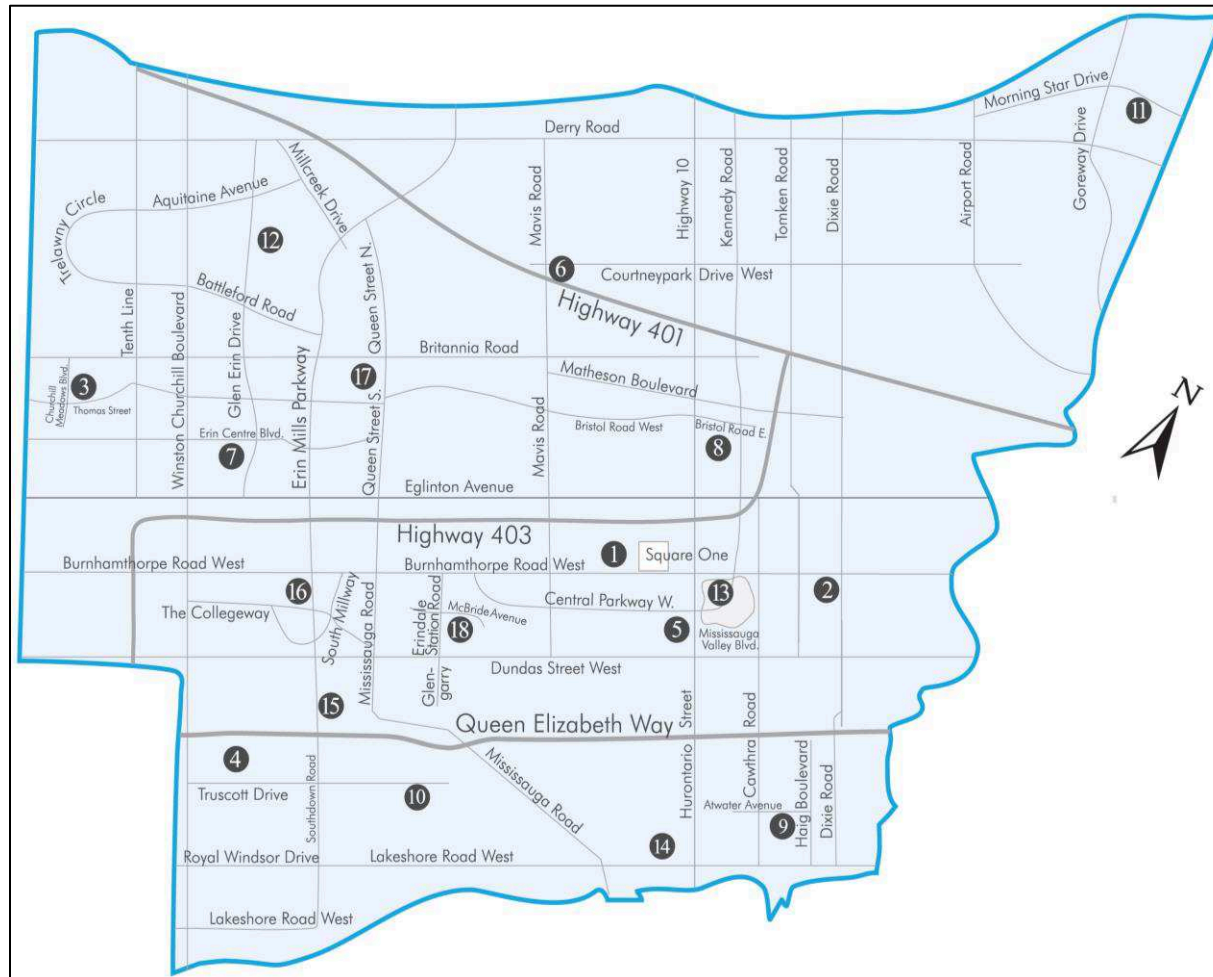 Morning Star Drive
11
Derry Road
Millcreek Drive
Aquitaine Avenue
Trelawny Circle
12
Mavis Road
Highway 10
Kennedy Road
Tomken Road
Dixie Road
Airport Road
Goreway Drive
N
6
Courtneypark Drive West
Queen Street N.
Battleford Road
Highway 401
Tenth Line
Winston Churchill Boulevard
Glen Erin Drive
Erin Mills Parkway
Britannia Road
Matheson Boulevard
17
3
Churchill
Meadows Blvd.
Thomas Street
Queen Street S.
Mavis Road
Bristol Road West
Bristol Road E.
Erin Centre Blvd.
7
8
Eglinton Avenue
Highway 403
1
Square One
Burnhamthorpe Road West
Burnhamthorpe Road West
16
South Millway
Mississauga Road
Erindale
Station Road
McBride Avenue
Central Parkway W.
13
2
The Collegeway
18
5
Mississauga
Valley Blvd.
Dundas Street West
Glen-
garry
15
Queen Elizabeth Way
Hurontario Street
Cawthra Road
4
Truscott Drive
Southdown Road
10
Mississauga Road
Atwater Avenue
9
Haig Boulevard
Dixie Road
14
Royal Windsor Drive
Lakeshore Road West
Lakeshore Road West